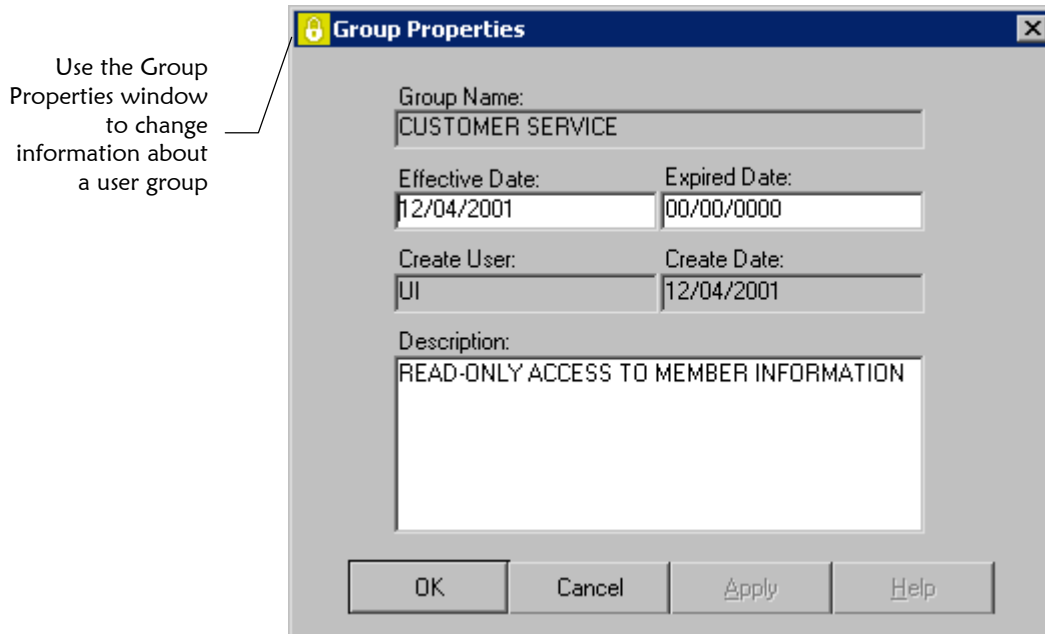 Group Properties
Use the Group
Properties window
to change
information about
a user group
Group Name:
CUSTOMER SERVICE
Effective Date: Expired Date:
12/04/2001 00/00/0000
Create User: Create Date:
UI 12/04/2001
Description:
READ-ONLY ACCESS TO MEMBER INFORMATION
OK Cancel Apply Help